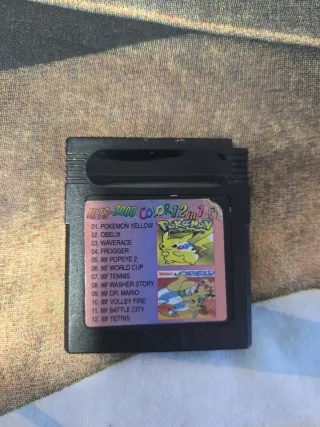 HITS 2000 COLOR 12 in 1
POKEMON
01. POKEMON YELLOW
02. OBELIX
03. WAVERACE
04. FROGGER
05. 99' POPEYE 2
06. 99' WORLD CUP
07. 99' TENNIS
08. 99' WASHER STORY
09. 99' DR. MARIO
10. 99' VOLLEY FIRE
11. 99' BATTLE CITY
12. 99' TETRIS